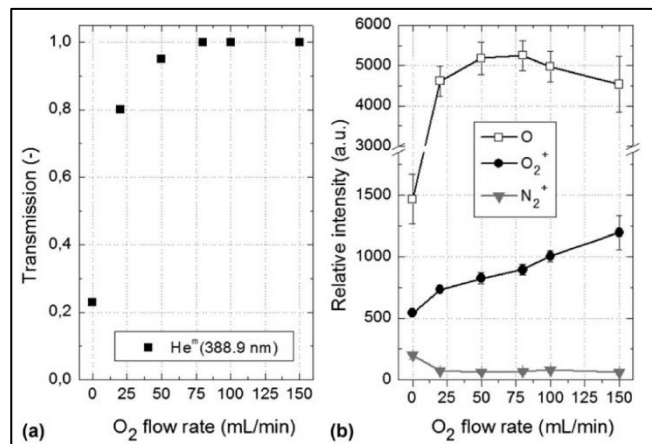 1,0
0,8
0,6
0,4
0,2
0,0
Transmission (-)
Heᵐ(388.9 nm)
0 25 50 75 100 125 150
(a) O₂ flow rate (mL/min)
6000
5000
4000
3000
1500
1000
500
0
Relative intensity (a.u.)
O
O₂⁺
N₂⁺
0 25 50 75 100 125 150
(b) O₂ flow rate (mL/min)